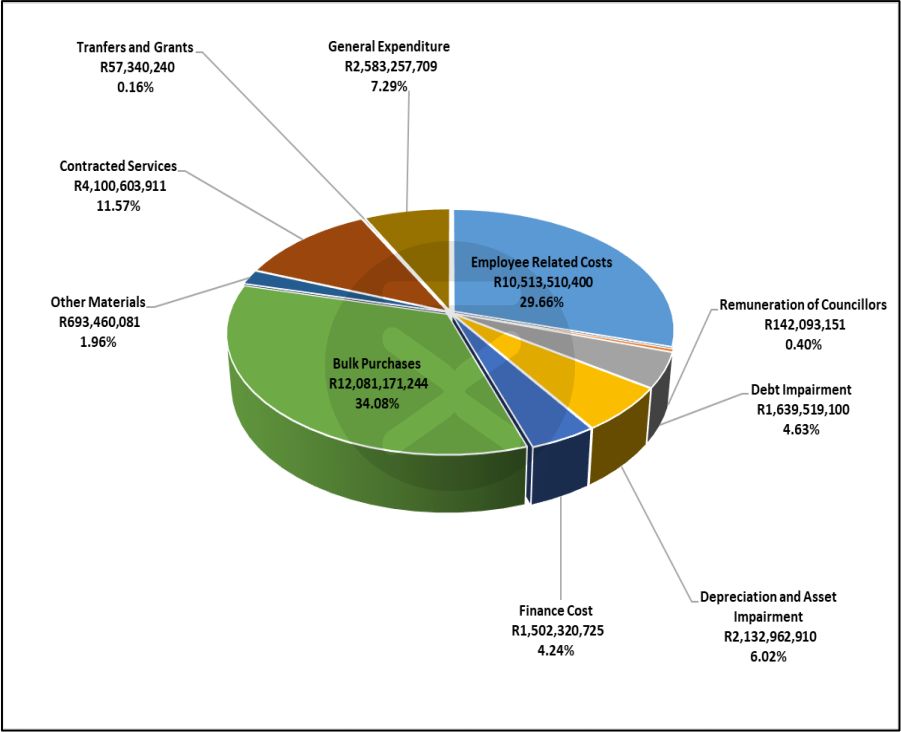 Tranfers and Grants
R57,340,240
0.16%
General Expenditure
R2,583,257,709
7.29%
Contracted Services
R4,100,603,911
11.57%
Employee Related Costs
R10,513,510,400
29.66%
Other Materials
R693,460,081
1.96%
Remuneration of Councillors
R142,093,151
0.40%
Bulk Purchases
R12,081,171,244
34.08%
Debt Impairment
R1,639,519,100
4.63%
Finance Cost
R1,502,320,725
4.24%
Depreciation and Asset
Impairment
R2,132,962,910
6.02%